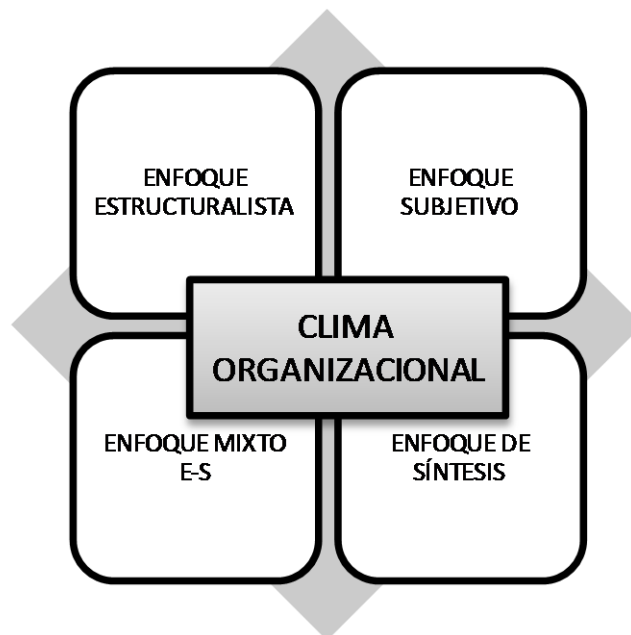 ENFOQUE
ESTRUCTURALISTA
ENFOQUE
SUBJETIVO
CLIMA
ORGANIZACIONAL
ENFOQUE MIXTO
E-S
ENFOQUE DE
SÍNTESIS